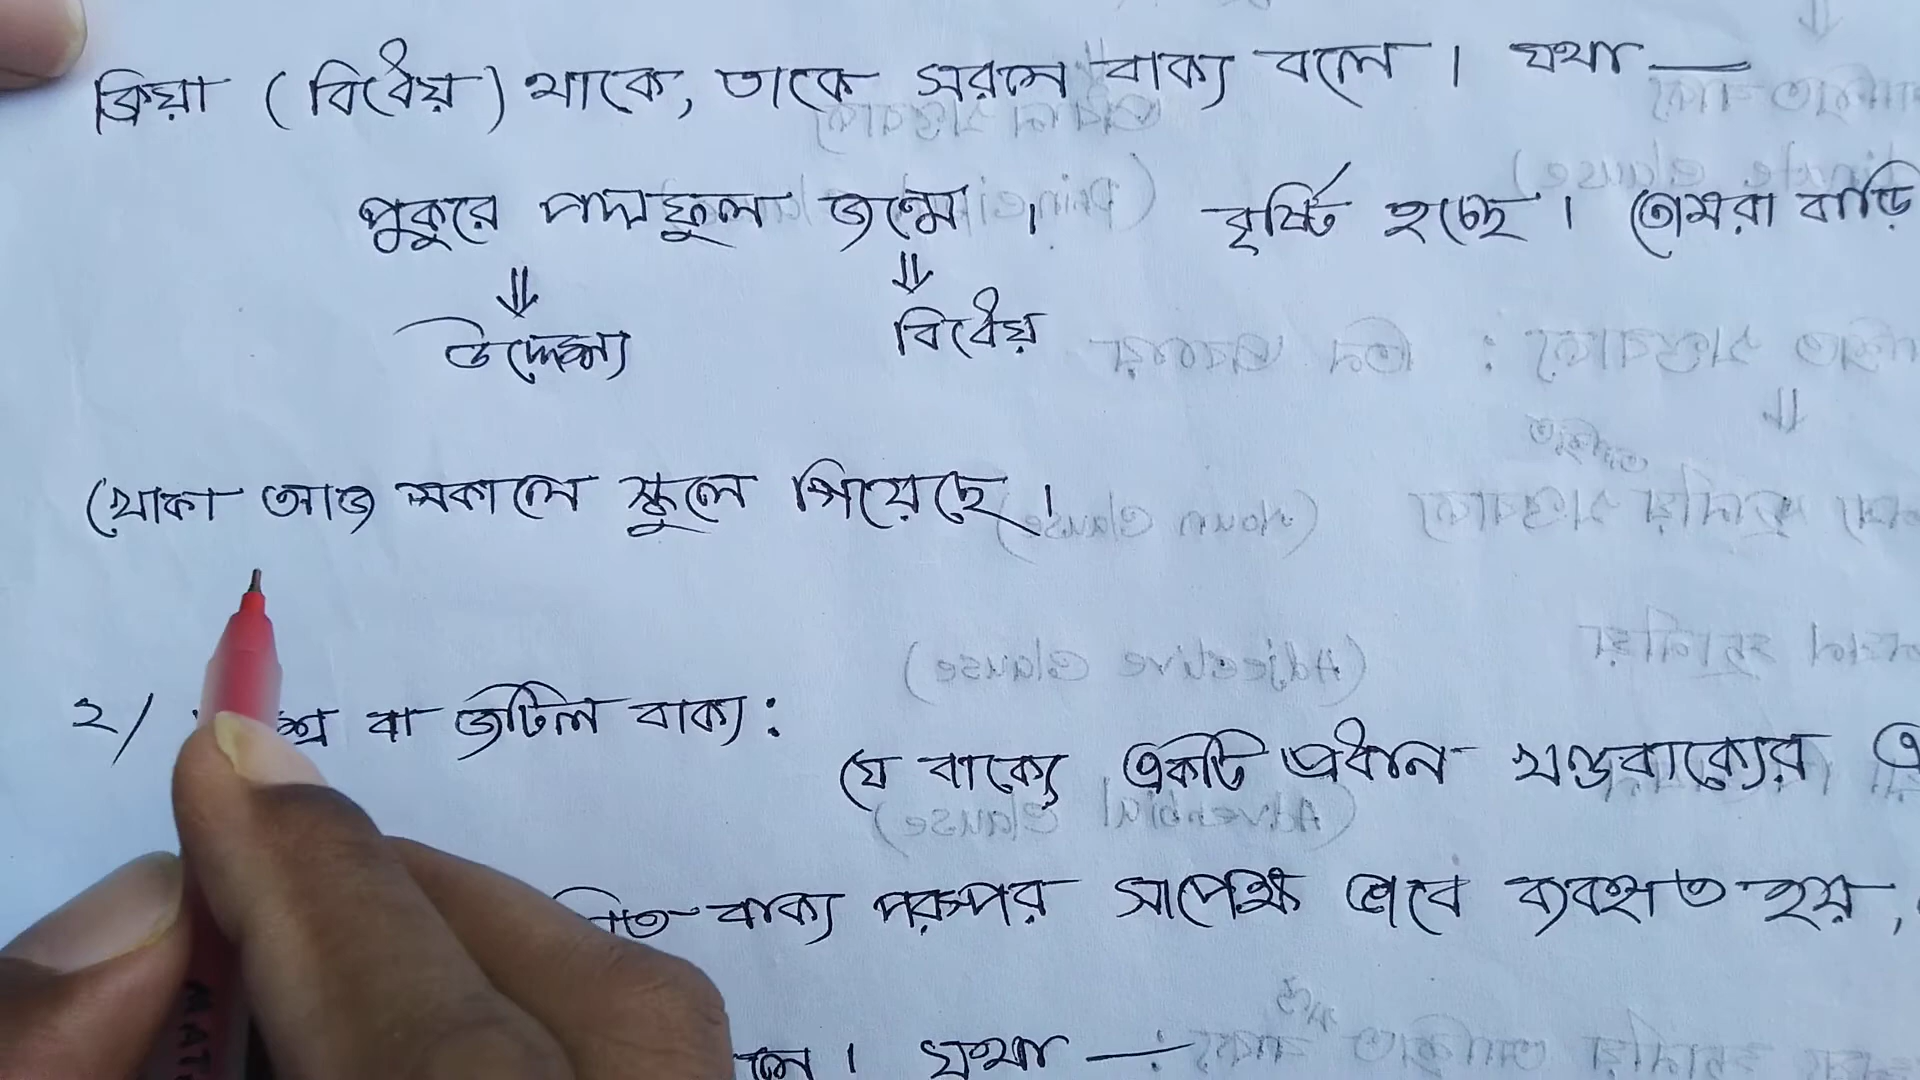 ক্রিয়া (বিধেয়) থাকে, তাকে সরল বাক্য বলে। যথা —
পুকুরে পদ্মফুল জন্মে। বৃষ্টি হচ্ছে। তোমরা বাড়ি
⇓ ⇓
উদ্দেশ্য বিধেয়
খোকা আজ সকালে স্কুলে গিয়েছে।
২/ বা জটিল বাক্য:
যে বাক্যে একটি প্রধান খণ্ডবাক্যের এ
বাক্য পরস্পর সাপেক্ষ ভাবে ব্যবহৃত হয়,
। যথা —